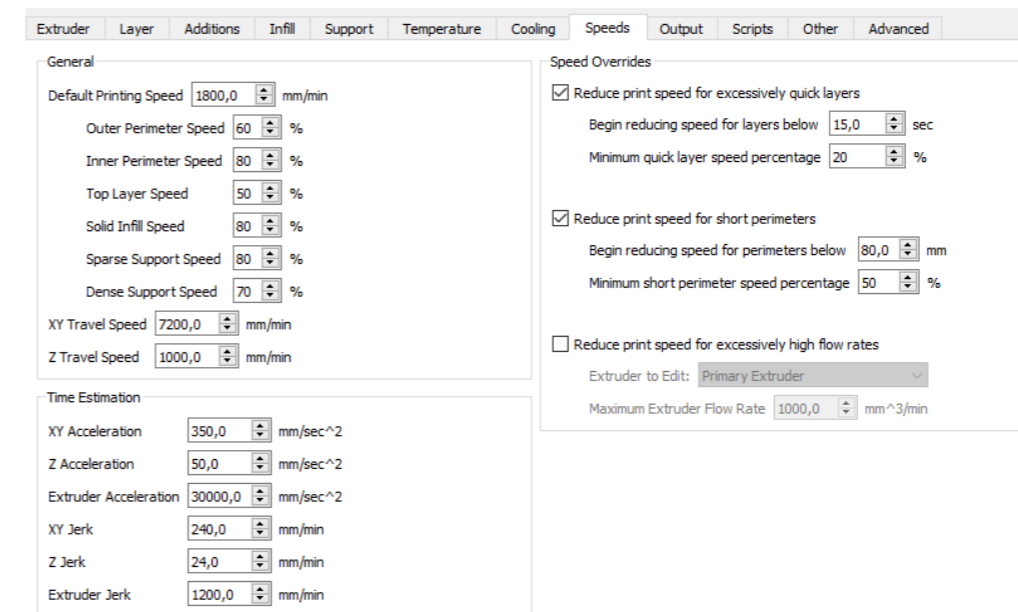 Extruder Layer Additions Infill Support Temperature Cooling Speeds Output Scripts Other Advanced
General
Default Printing Speed 1800,0 mm/min
Outer Perimeter Speed 60 %
Inner Perimeter Speed 80 %
Top Layer Speed 50 %
Solid Infill Speed 80 %
Sparse Support Speed 80 %
Dense Support Speed 70 %
XY Travel Speed 7200,0 mm/min
Z Travel Speed 1000,0 mm/min
Time Estimation
XY Acceleration 350,0 mm/sec^2
Z Acceleration 50,0 mm/sec^2
Extruder Acceleration 30000,0 mm/sec^2
XY Jerk 240,0 mm/min
Z Jerk 24,0 mm/min
Extruder Jerk 1200,0 mm/min
Speed Overrides
Reduce print speed for excessively quick layers
Begin reducing speed for layers below 15,0 sec
Minimum quick layer speed percentage 20 %
Reduce print speed for short perimeters
Begin reducing speed for perimeters below 80,0 mm
Minimum short perimeter speed percentage 50 %
Reduce print speed for excessively high flow rates
Extruder to Edit: Primary Extruder
Maximum Extruder Flow Rate 1000,0 mm^3/min